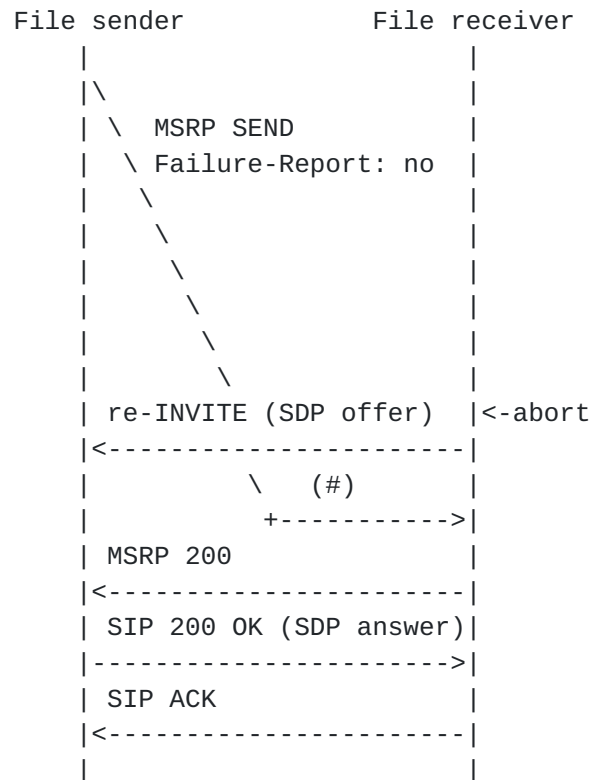 File sender File receiver
MSRP SEND
Failure-Report: no
re-INVITE (SDP offer) <-abort
(#)
MSRP 200
SIP 200 OK (SDP answer)
SIP ACK